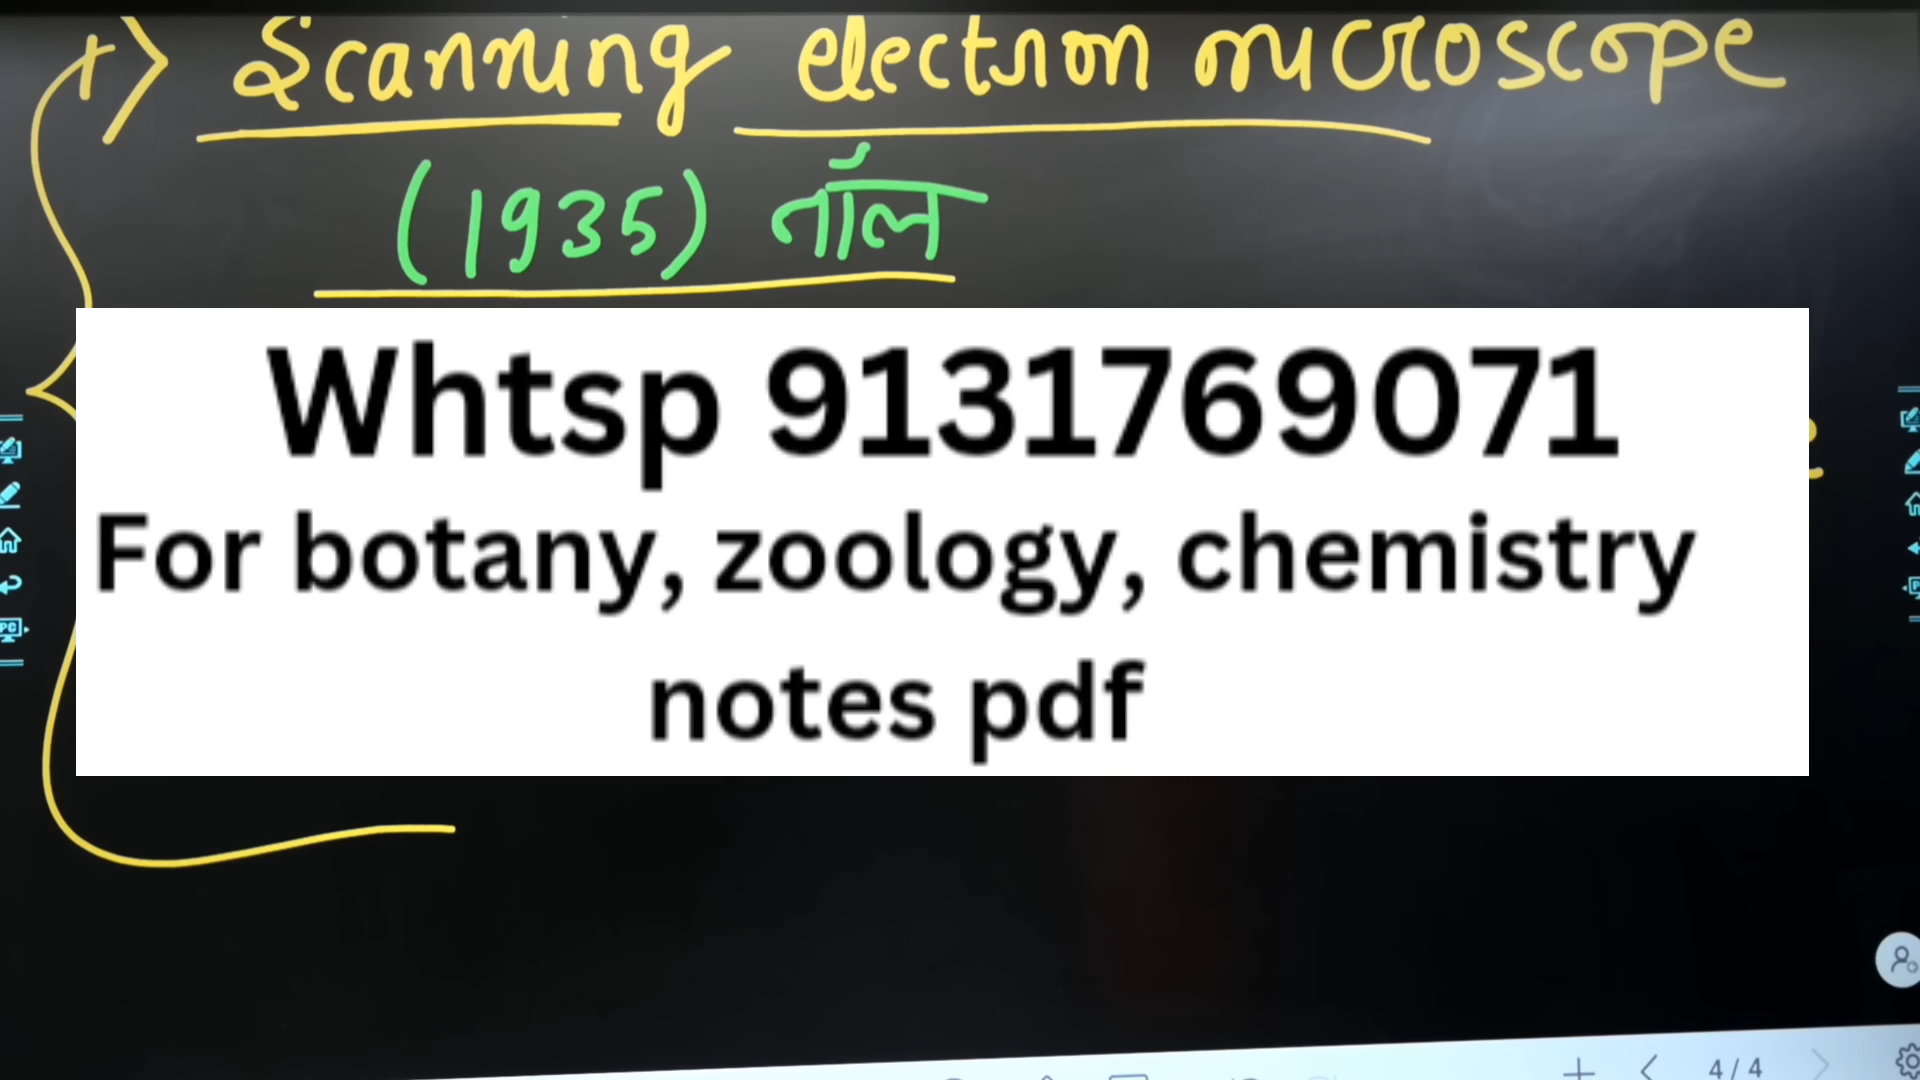 1> Scanning electron microscope
(1935) नॉल
Whtsp 9131769071
For botany, zoology, chemistry
notes pdf
4/4